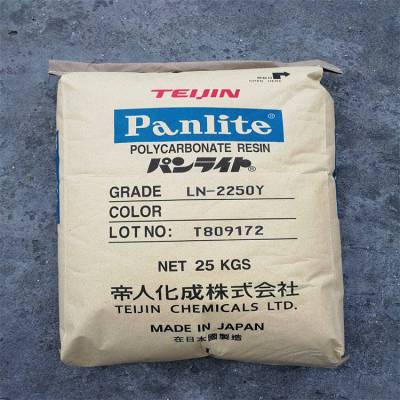 TEIJIN
Panlite®
POLYCARBONATE RESIN
パンライト®
GRADE LN-2250Y
COLOR
LOT NO: T809172
NET 25 KGS
帝人化成株式会社
TEIJIN CHEMICALS LTD.
MADE IN JAPAN
在日本國製造